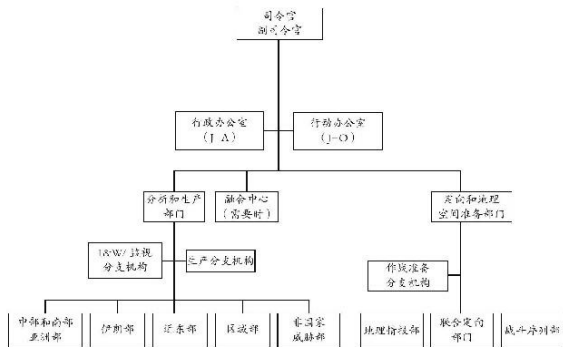 司令官
副司令官
行政办公室
(J-A)
行动办公室
(J-O)
分析和生产
部门
融合中心
(需要时)
定向和地理
空间准备部门
I&W/监视
分支机构
生产分支机构
作战准备
分支机构
中部和南部
亚洲部
伊朗部
近东部
区域部
非国家
威胁部
地理情报部
联合定向
部门
战斗序列部